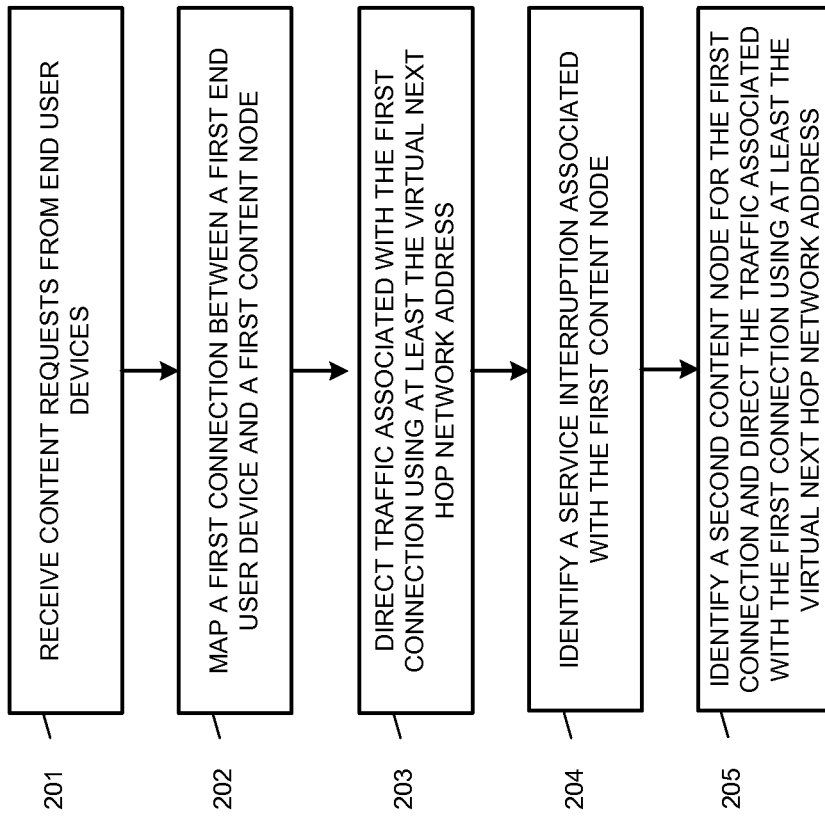 201
RECEIVE CONTENT REQUESTS FROM END USER
DEVICES
202
MAP A FIRST CONNECTION BETWEEN A FIRST END
USER DEVICE AND A FIRST CONTENT NODE
203
DIRECT TRAFFIC ASSOCIATED WITH THE FIRST
CONNECTION USING AT LEAST THE VIRTUAL NEXT
HOP NETWORK ADDRESS
204
IDENTIFY A SERVICE INTERRUPTION ASSOCIATED
WITH THE FIRST CONTENT NODE
205
IDENTIFY A SECOND CONTENT NODE FOR THE FIRST
CONNECTION AND DIRECT THE TRAFFIC ASSOCIATED
WITH THE FIRST CONNECTION USING AT LEAST THE
VIRTUAL NEXT HOP NETWORK ADDRESS